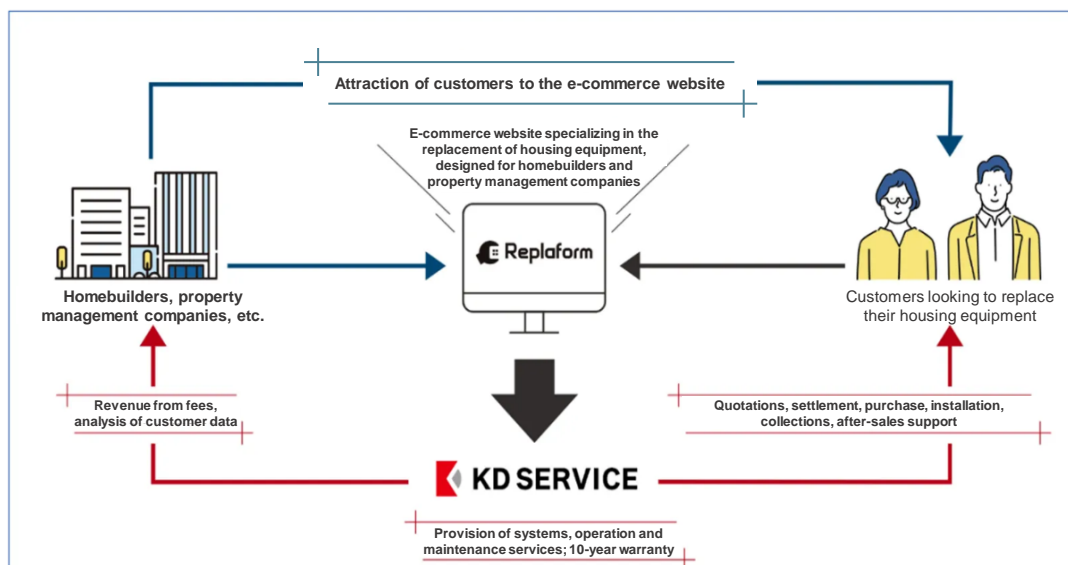 Attraction of customers to the e-commerce website
E-commerce website specializing in the
replacement of housing equipment,
designed for homebuilders and
property management companies
Replaform
Homebuilders, property
management companies, etc.
Customers looking to replace
their housing equipment
Revenue from fees,
analysis of customer data
Quotations, settlement, purchase, installation,
collections, after-sales support
KD SERVICE
Provision of systems, operation and
maintenance services; 10-year warranty